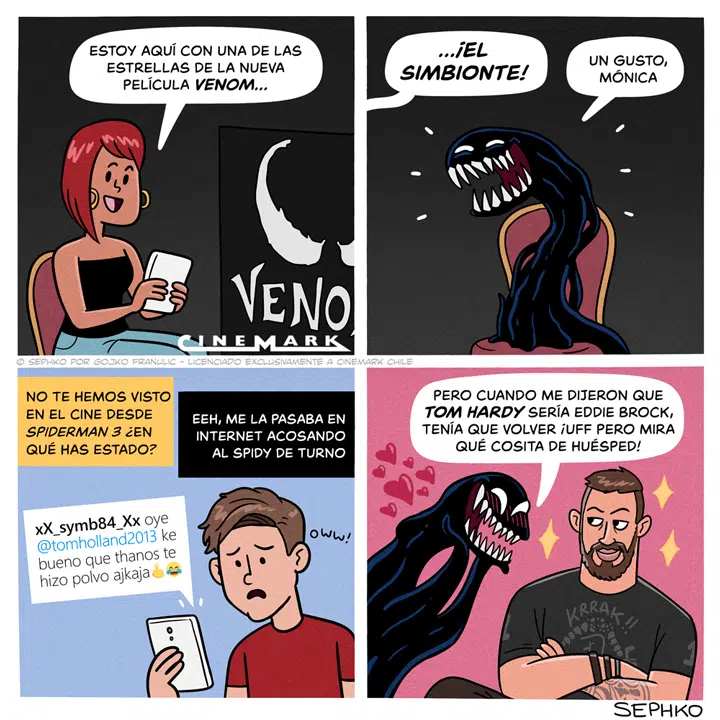 ESTOY AQUÍ CON UNA DE LAS
ESTRELLAS DE LA NUEVA
PELÍCULA VENOM...
VENO
CINEMARK
© SEPHKO POR GOJKO FRANULIC - LICENCIADO EXCLUSIVAMENTE A CINEMARK CHILE
...¡EL
SIMBIONTE!
UN GUSTO,
MÓNICA
NO TE HEMOS VISTO
EN EL CINE DESDE
SPIDERMAN 3 ¿EN
QUÉ HAS ESTADO?
EEH, ME LA PASABA EN
INTERNET ACOSANDO
AL SPIDY DE TURNO
xX_symb84_Xx oye
@tomholland2013 ke
bueno que thanos te
hizo polvo ajkaja👍😂
OWW!
PERO CUANDO ME DIJERON QUE
TOM HARDY SERÍA EDDIE BROCK,
TENÍA QUE VOLVER ¡UFF PERO MIRA
QUÉ COSITA DE HUÉSPED!
KRRAK!!
SEPHKO